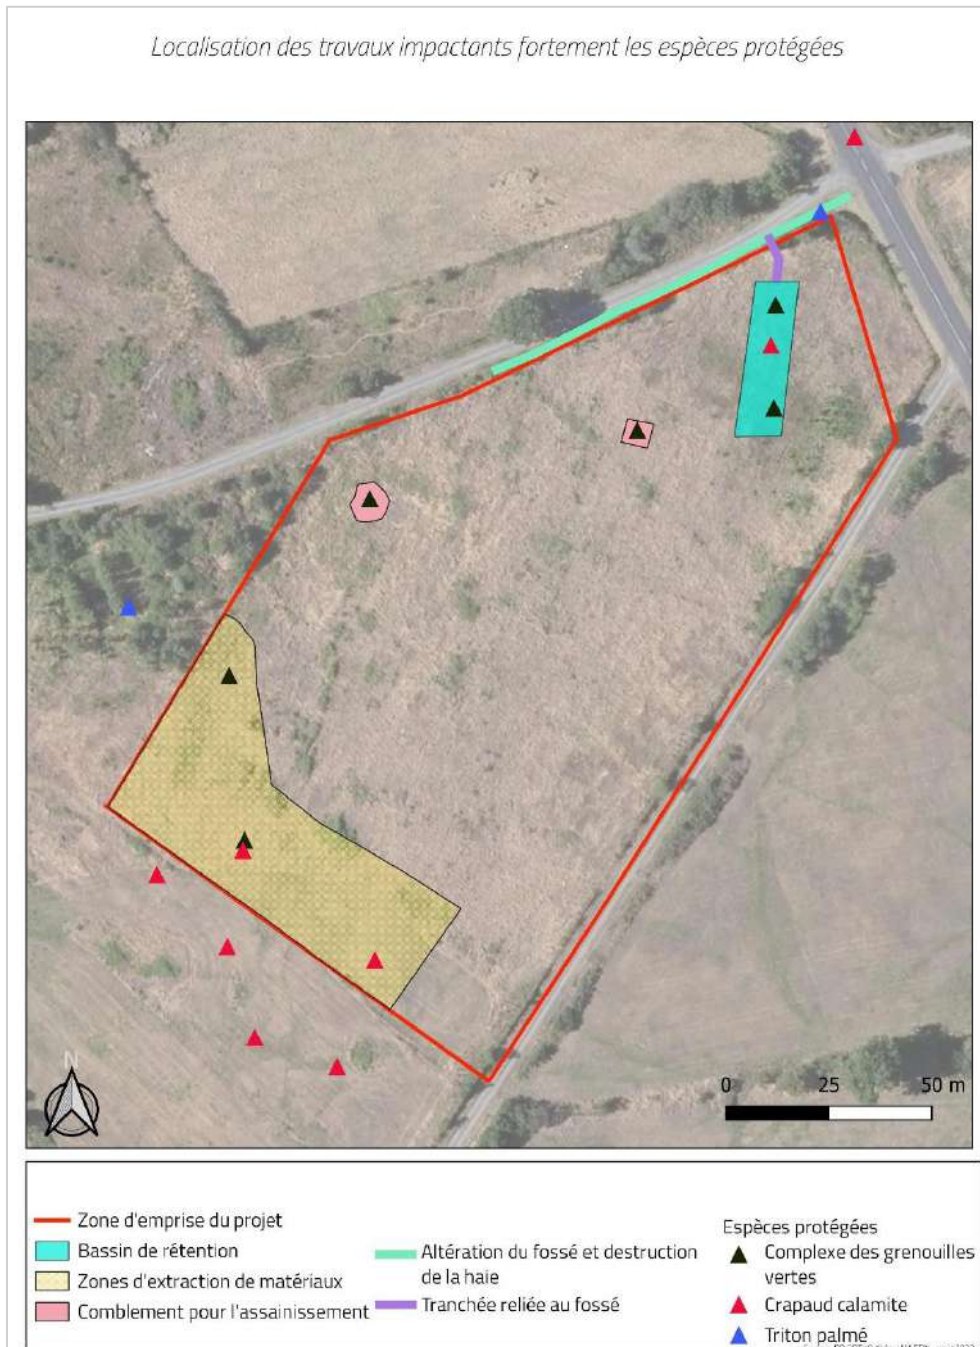 Localisation des travaux impactants fortement les espèces protégées
N
0 25 50 m
Zone d'emprise du projet
Bassin de rétention
Zones d'extraction de matériaux
Comblement pour l'assainissement
Altération du fossé et destruction
de la haie
Tranchée reliée au fossé
Espèces protégées
Complexe des grenouilles
vertes
Crapaud calamite
Triton palmé